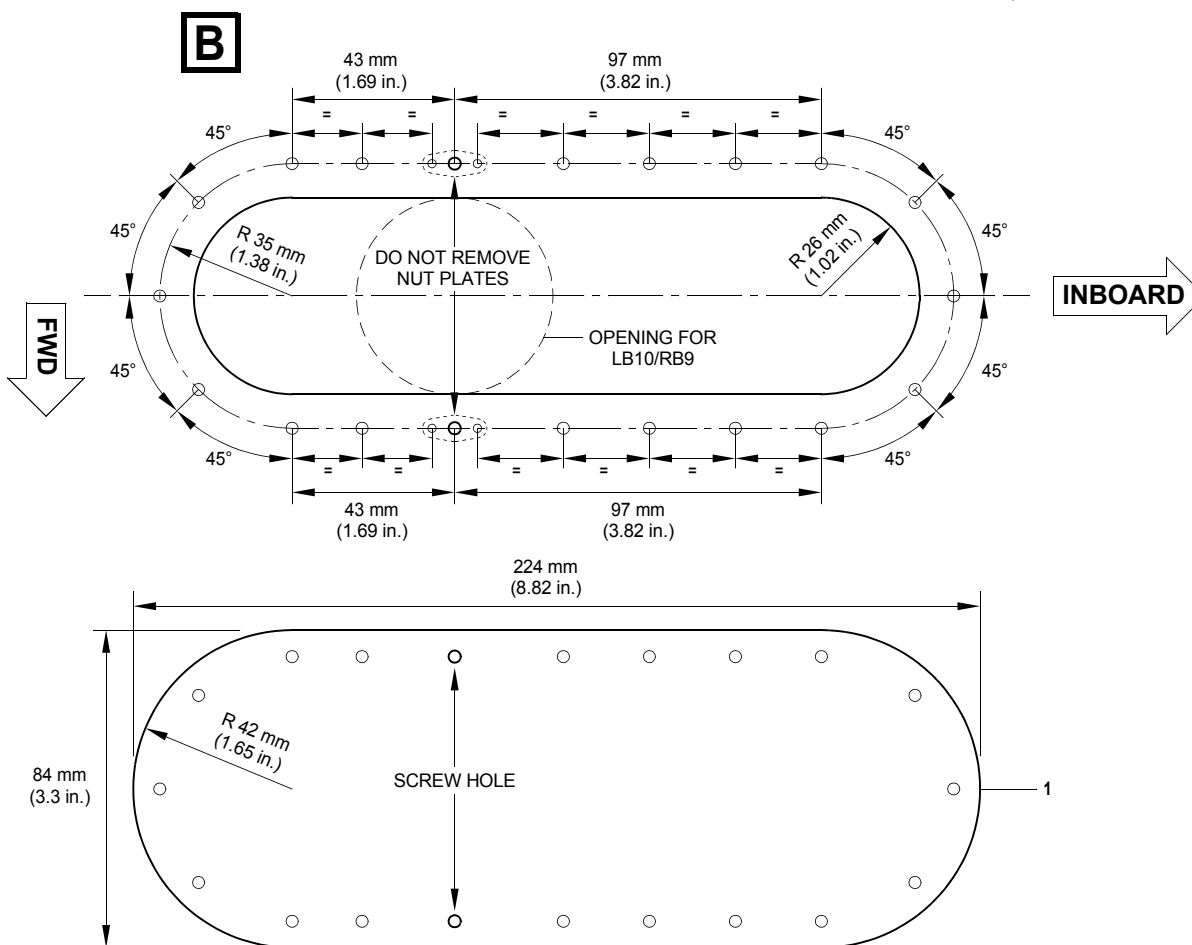 B
43 mm
(1.69 in.)
97 mm
(3.82 in.)
= = = = = =
45°
45°
45°
45°
R 35 mm
(1.38 in.)
DO NOT REMOVE
NUT PLATES
R 26 mm
(1.02 in.)
INBOARD
FWD
OPENING FOR
LB10/RB9
45°
45°
45°
45°
= = = = = =
43 mm
(1.69 in.)
97 mm
(3.82 in.)
224 mm
(8.82 in.)
R 42 mm
(1.65 in.)
84 mm
(3.3 in.)
SCREW HOLE
1